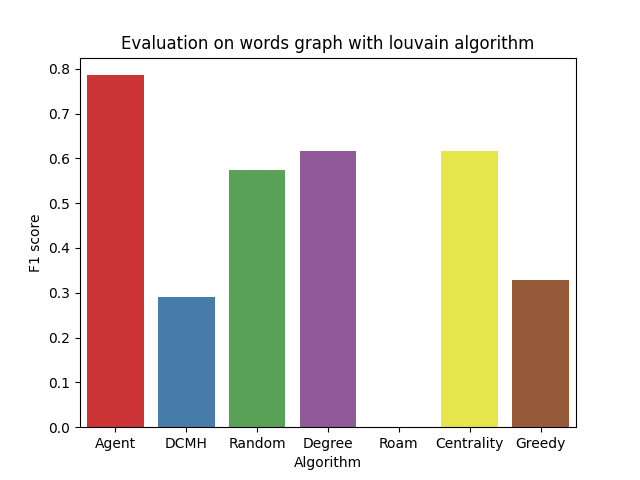 Evaluation on words graph with louvain algorithm
F1 score
0.8
0.7
0.6
0.5
0.4
0.3
0.2
0.1
0.0
Agent DCMH Random Degree Roam Centrality Greedy
Algorithm